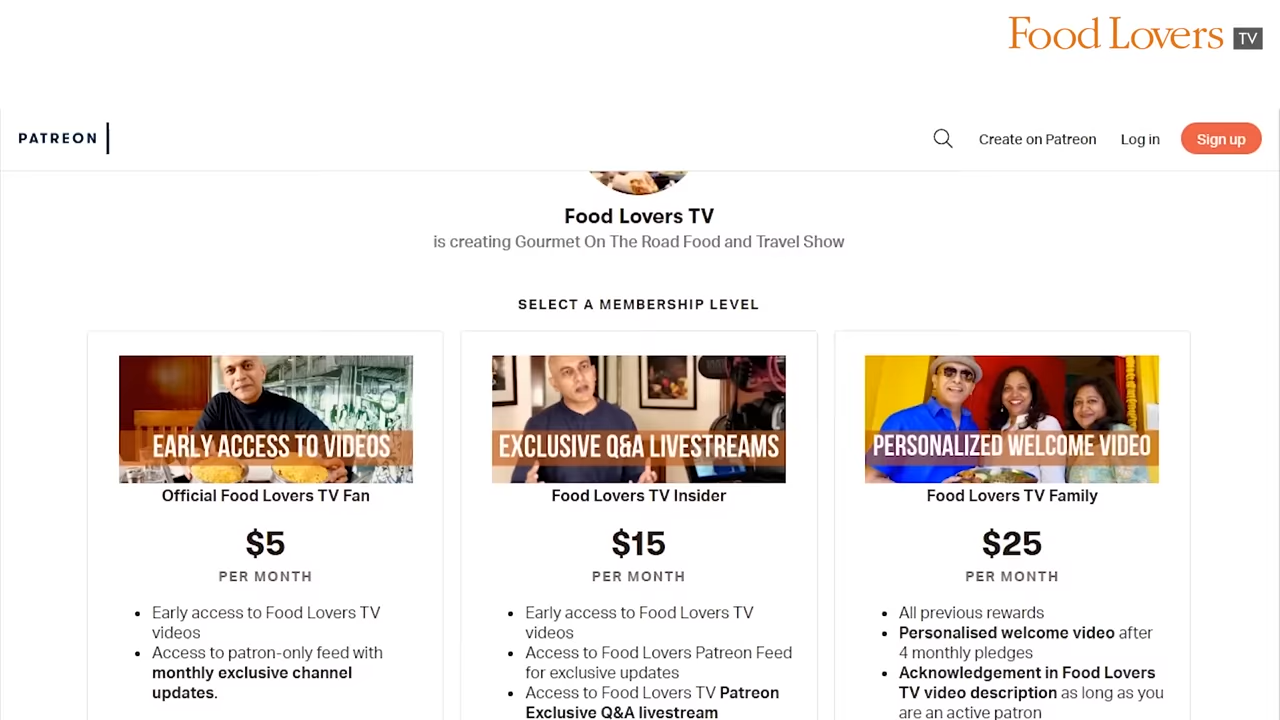 Food Lovers TV
PATREON
Create on Patreon
Log in
Sign up
Food Lovers TV
is creating Gourmet On The Road Food and Travel Show
SELECT A MEMBERSHIP LEVEL
EARLY ACCESS TO VIDEOS
Official Food Lovers TV Fan
$5
PER MONTH
• Early access to Food Lovers TV
videos
• Access to patron-only feed with
monthly exclusive channel
updates.
EXCLUSIVE Q&A LIVESTREAMS
Food Lovers TV Insider
$15
PER MONTH
• Early access to Food Lovers TV
videos
• Access to Food Lovers Patreon Feed
for exclusive updates
• Access to Food Lovers TV Patreon
Exclusive Q&A livestream
PERSONALIZED WELCOME VIDEO
Food Lovers TV Family
$25
PER MONTH
• All previous rewards
• Personalised welcome video after
4 monthly pledges
• Acknowledgement in Food Lovers
TV video description as long as you
are an active patron